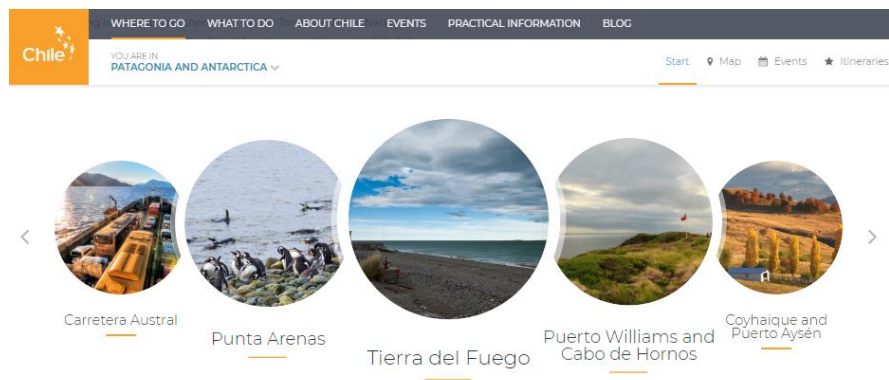 WHERE TO GO WHAT TO DO ABOUT CHILE EVENTS PRACTICAL INFORMATION BLOG
Chile
YOU ARE IN
PATAGONIA AND ANTARCTICA
Start Map Events Itineraries
Carretera Austral
Punta Arenas
Tierra del Fuego
Puerto Williams and
Cabo de Hornos
Coyhaique and
Puerto Aysén